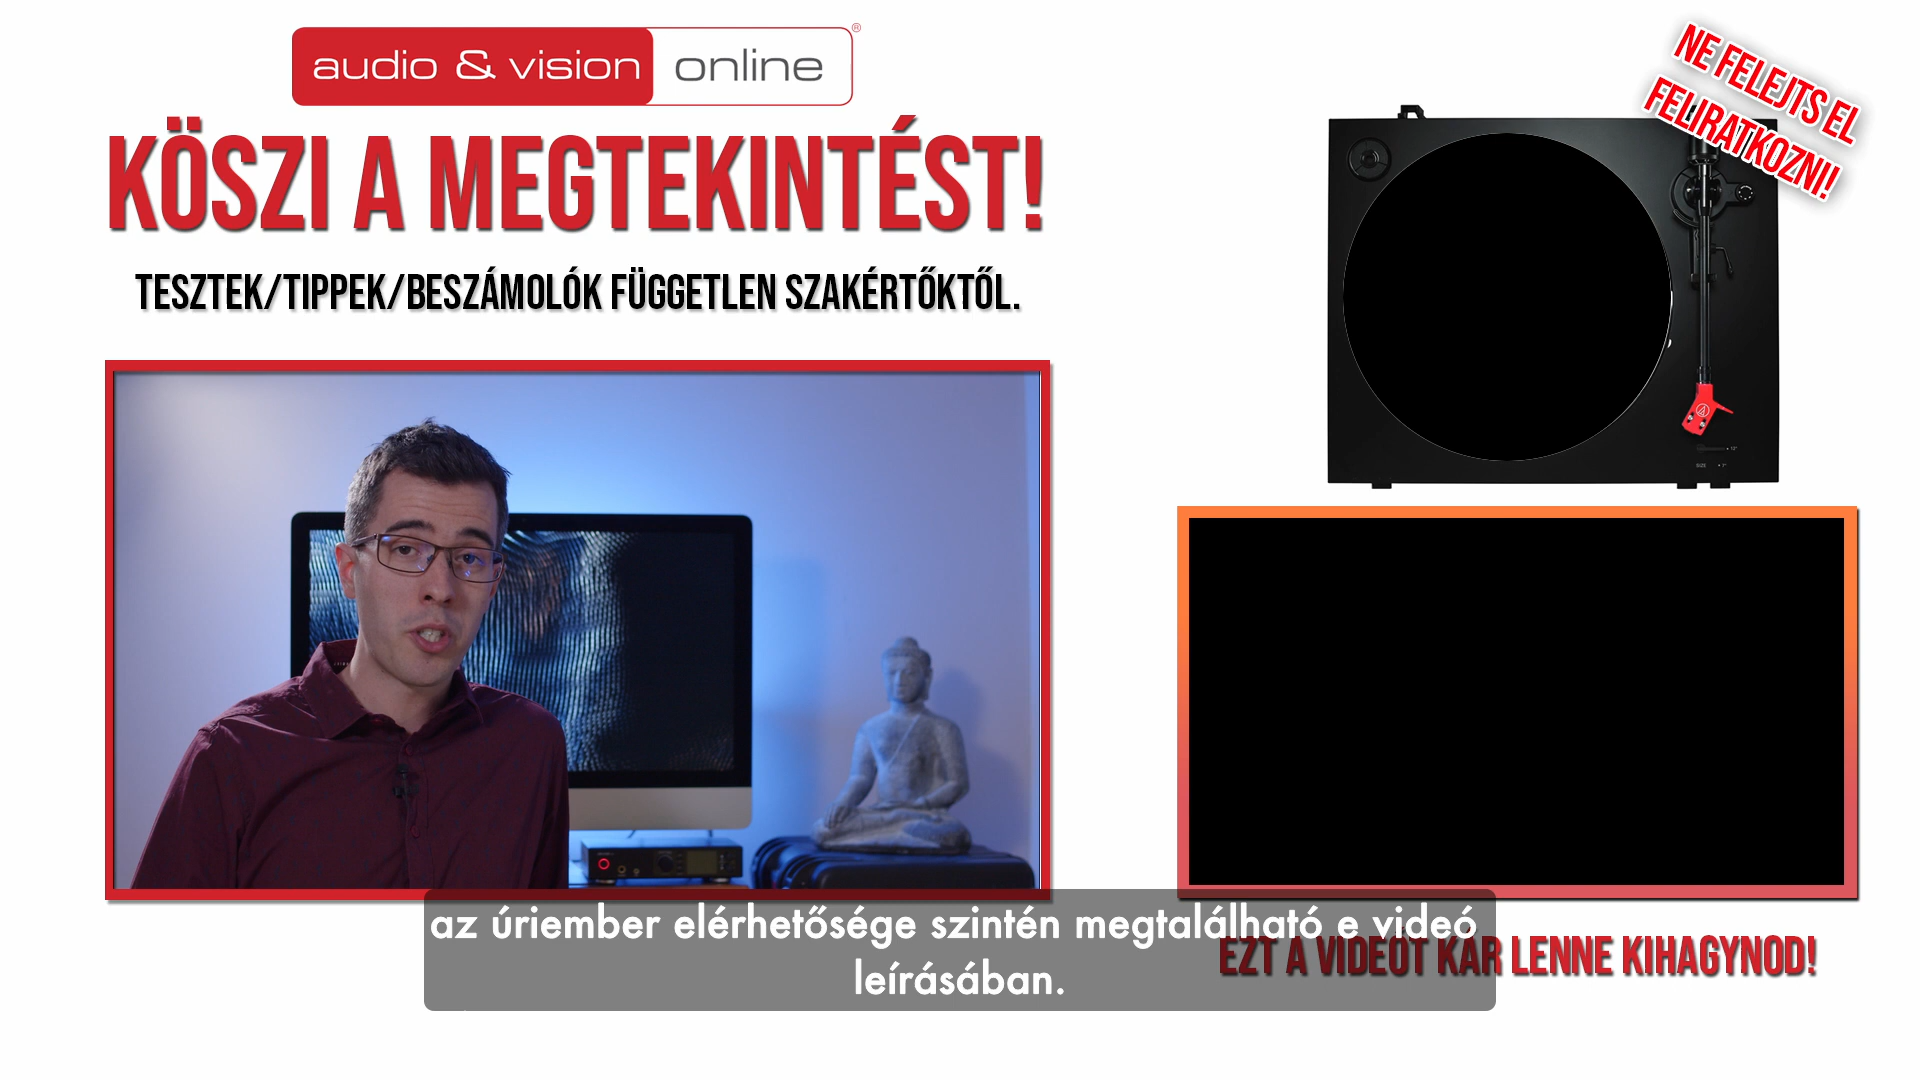 audio & vision online ®
KÖSZI A MEGTEKINTÉST!
TESZTEK/TIPPEK/BESZÁMOLÓK FÜGGETLEN SZAKÉRTŐKTŐL.
NE FELEJTS EL
FELIRATKOZNI!
SIZE
az úriember elérhetősége szintén megtalálható e videó
leírásában.
EZT A VIDEÓT KÁR LENNE KIHAGYNOD!